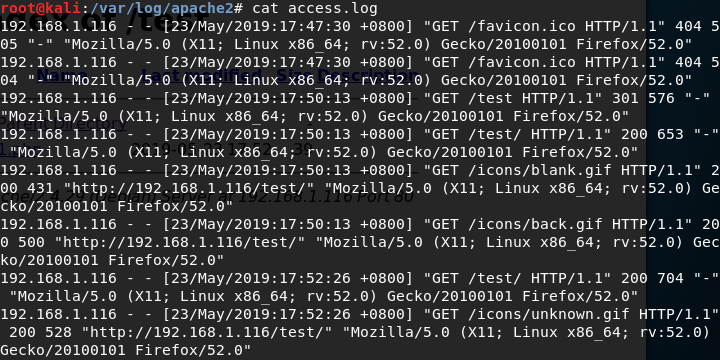 root@kali:/var/log/apache2# cat access.log
192.168.1.116 - - [23/May/2019:17:47:30 +0800] "GET /favicon.ico HTTP/1.1" 404 5
05 "-" "Mozilla/5.0 (X11; Linux x86_64; rv:52.0) Gecko/20100101 Firefox/52.0"
192.168.1.116 - - [23/May/2019:17:47:30 +0800] "GET /favicon.ico HTTP/1.1" 404 5
04 "-" "Mozilla/5.0 (X11; Linux x86_64; rv:52.0) Gecko/20100101 Firefox/52.0"
192.168.1.116 - - [23/May/2019:17:50:13 +0800] "GET /test HTTP/1.1" 301 576 "-"
"Mozilla/5.0 (X11; Linux x86_64; rv:52.0) Gecko/20100101 Firefox/52.0"
192.168.1.116 - - [23/May/2019:17:50:13 +0800] "GET /test/ HTTP/1.1" 200 653 "-"
"Mozilla/5.0 (X11; Linux x86_64; rv:52.0) Gecko/20100101 Firefox/52.0"
192.168.1.116 - - [23/May/2019:17:50:13 +0800] "GET /icons/blank.gif HTTP/1.1" 2
00 431 "http://192.168.1.116/test/" "Mozilla/5.0 (X11; Linux x86_64; rv:52.0) Ge
cko/20100101 Firefox/52.0"
192.168.1.116 - - [23/May/2019:17:50:13 +0800] "GET /icons/back.gif HTTP/1.1" 20
0 500 "http://192.168.1.116/test/" "Mozilla/5.0 (X11; Linux x86_64; rv:52.0) Gec
ko/20100101 Firefox/52.0"
192.168.1.116 - - [23/May/2019:17:52:26 +0800] "GET /test/ HTTP/1.1" 200 704 "-"
"Mozilla/5.0 (X11; Linux x86_64; rv:52.0) Gecko/20100101 Firefox/52.0"
192.168.1.116 - - [23/May/2019:17:52:26 +0800] "GET /icons/unknown.gif HTTP/1.1"
200 528 "http://192.168.1.116/test/" "Mozilla/5.0 (X11; Linux x86_64; rv:52.0)
Gecko/20100101 Firefox/52.0"